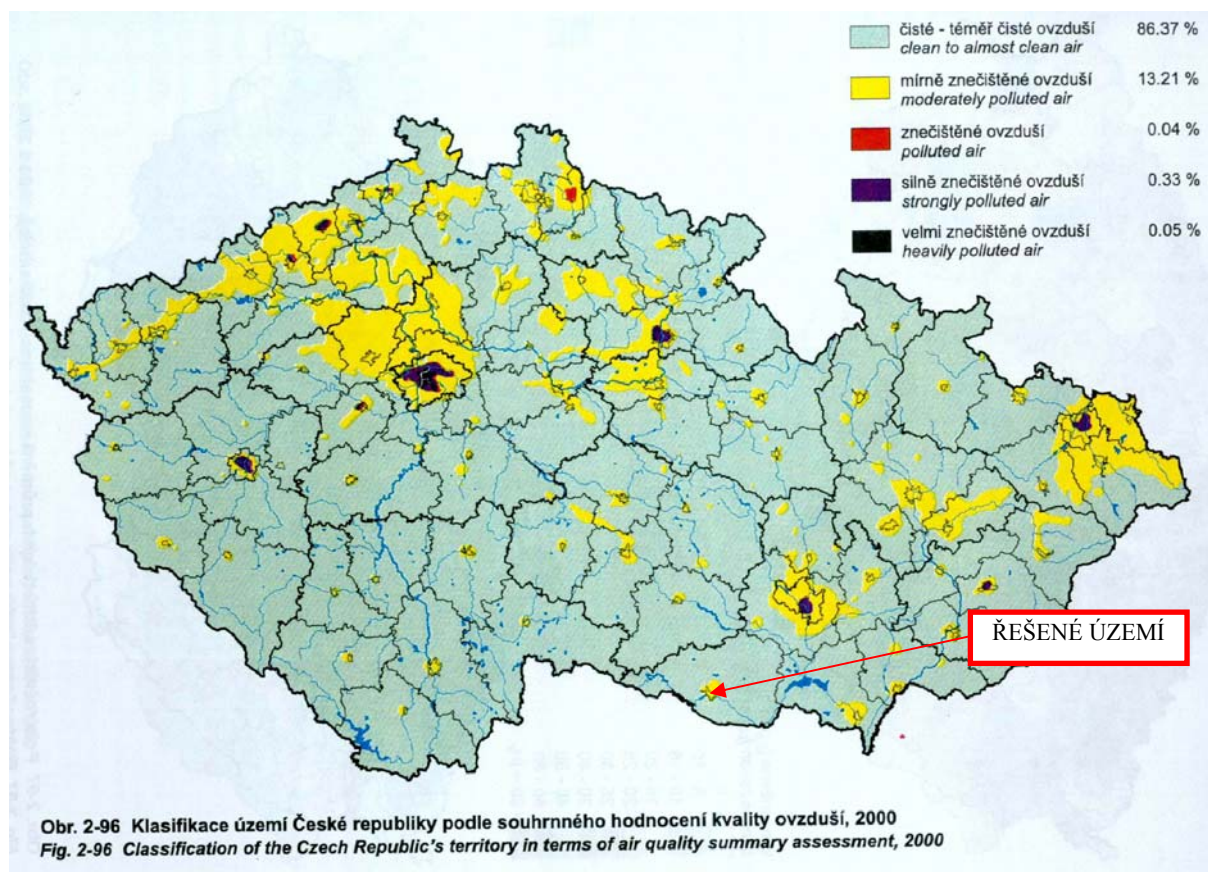 čisté - téměř čisté ovzduší 86.37 %
clean to almost clean air
mírně znečištěné ovzduší 13.21 %
moderately polluted air
znečištěné ovzduší 0.04 %
polluted air
silně znečištěné ovzduší 0.33 %
strongly polluted air
velmi znečištěné ovzduší 0.05 %
heavily polluted air
ŘEŠENÉ ÚZEMÍ
Obr. 2-96 Klasifikace území České republiky podle souhrnného hodnocení kvality ovzduší, 2000
Fig. 2-96 Classification of the Czech Republic's territory in terms of air quality summary assessment, 2000